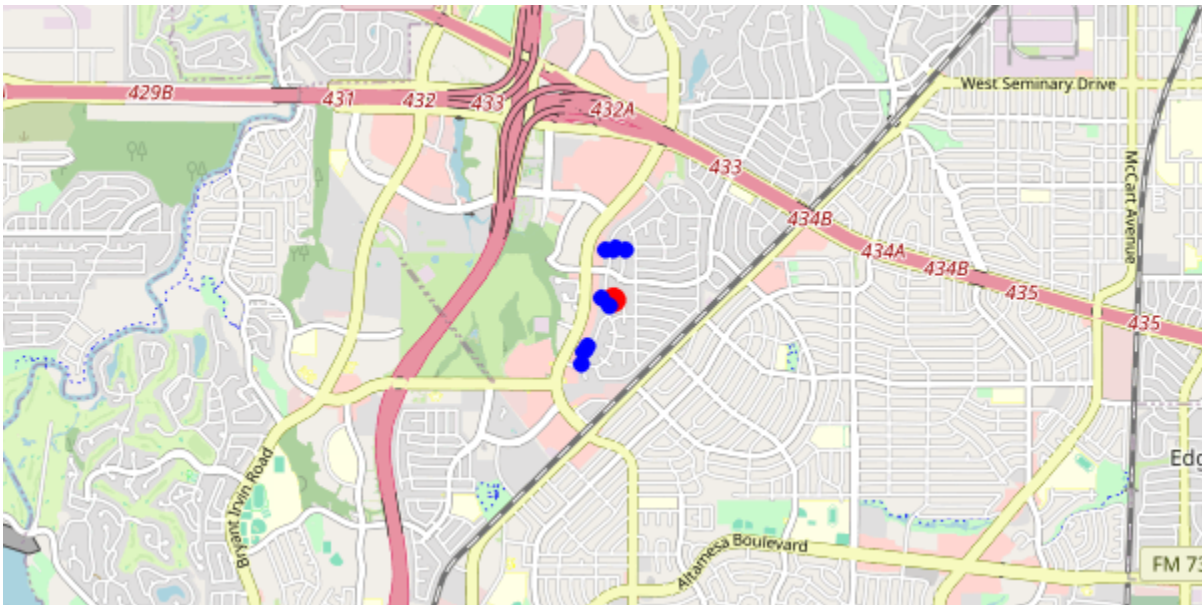 West Seminary Drive
429B
431
432
433
432A
433
McCart Avenue
434B
434A
434B
435
435
Bryant Irvin Road
Edg
Altamesa Boulevard
FM 73